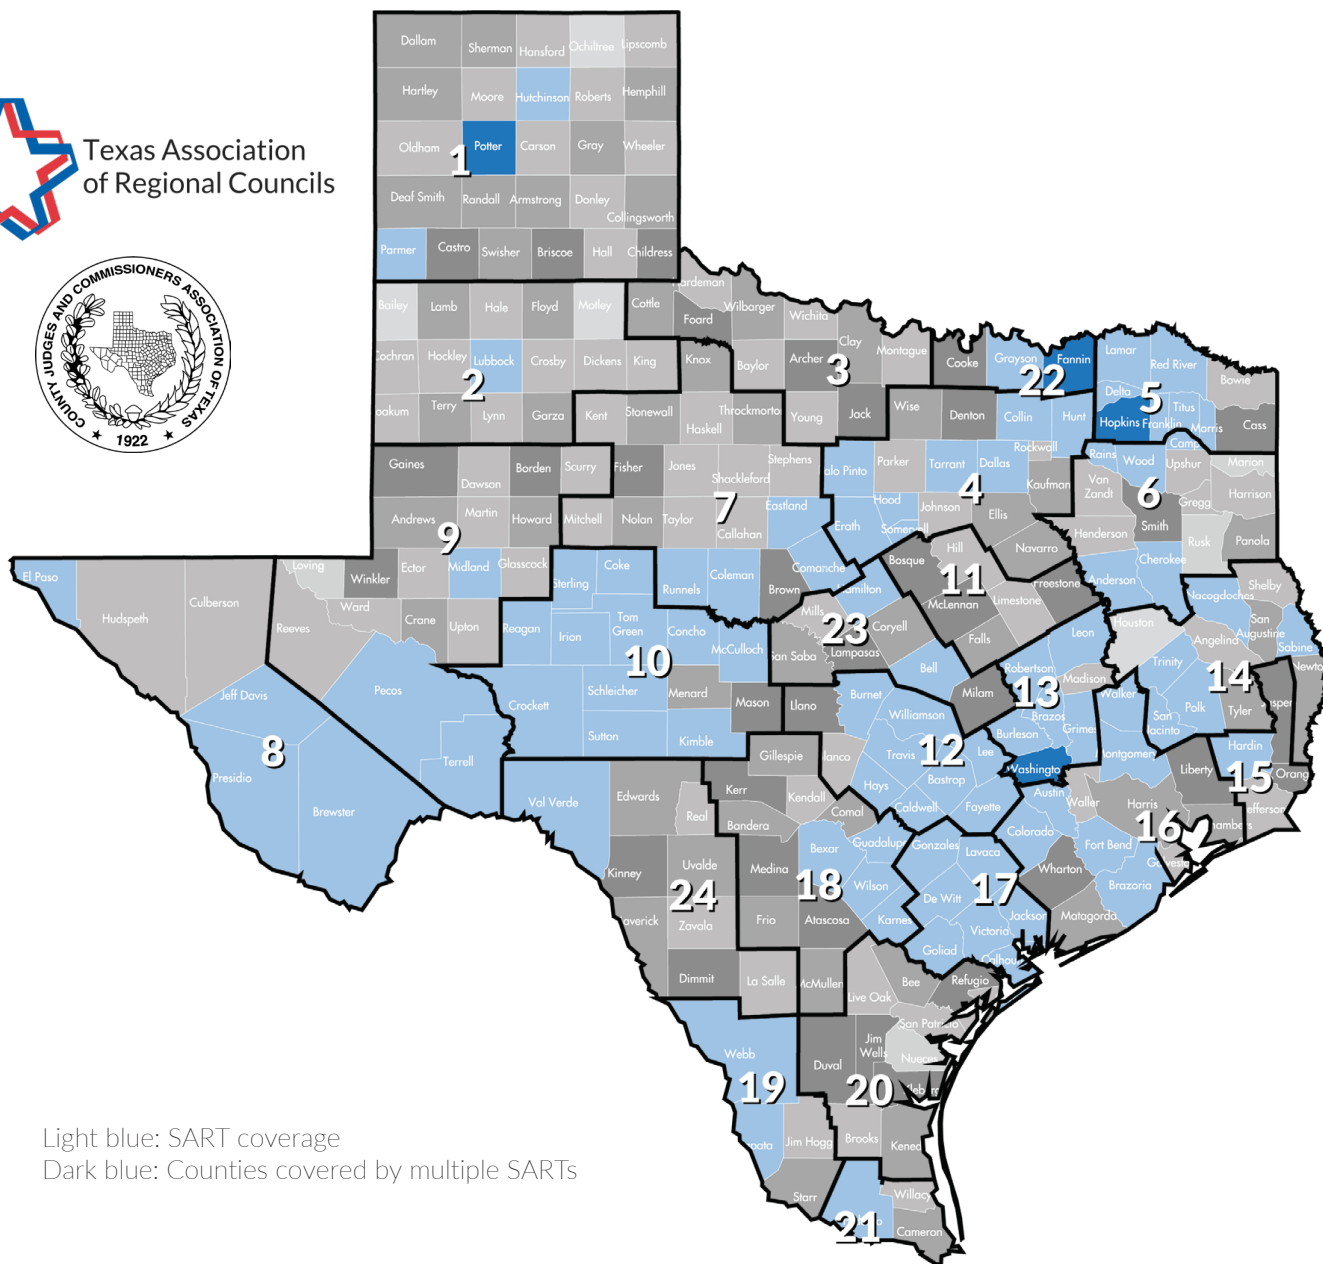 Texas Association
of Regional Councils
COUNTY JUDGES AND COMMISSIONERS ASSOCIATION OF TEXAS
1922
Dallam Sherman Hansford Ochiltree Lipscomb
Hartley Moore Hutchinson Roberts Hemphill
Oldham Potter Carson Gray Wheeler
1
Deaf Smith Randall Armstrong Donley Collingsworth
Parmer Castro Swisher Briscoe Hall Childress
Bailey Lamb Hale Floyd Motley Cottle Foard Wilbarger Wichita Clay
Hockley Lubbock Crosby Dickens King Knox Baylor Archer Montague Cooke Grayson Fannin Lamar Red River Bowie
2 3 22 5
Terry Lynn Garza Kent Stonewall Haskell Young Jack Wise Denton Collin Hunt Delta Hopkins Franklin Titus Morris Cass
Gaines Dawson Borden Scurry Fisher Jones Shackleford Stephens Parker Tarrant Dallas Rockwall Kaufman Rains Wood Camp Upshur Marion
9 7 4 6
Andrews Martin Howard Mitchell Nolan Taylor Callahan Eastland Erath Hood Johnson Ellis Van Zandt Smith Gregg Harrison
Henderson Rusk Panola
El Paso Hudspeth Culberson Loving Winkler Ector Midland Glasscock Sterling Coke Runnels Coleman Brown Comanche Bosque Hill Navarro Anderson Cherokee
11
Reeves Ward Crane Upton Reagan Irion Tom Green Concho McCulloch San Saba Mills Lampasas Coryell McLennan Limestone Freestone Falls Leon Houston Nacogdoches Shelby San Augustine Sabine Angelina
10 23 13 14
Jeff Davis Pecos Crockett Schleicher Menard Mason Llano Burnet Bell Milam Robertson Madison Walker Trinity Polk Tyler
8
Presidio Brewster Terrell Sutton Kimble Gillespie Williamson Travis Lee Burleson Brazos San Jacinto Hardin
12 15
Val Verde Edwards Real Kerr Kendall Bandera Comal Hays Bastrop Caldwell Fayette Austin Waller Harris Liberty
16
Kinney Uvalde Medina Bexar Guadalupe Gonzales Lavaca Colorado Wharton Fort Bend Brazoria
24 18 17
Zavala Frio Atascosa Wilson De Witt Victoria Jackson Matagorda
Dimmit La Salle McMullen Live Oak Bee Goliad Refugio
Webb Duval Jim Wells San Patricio Nueces
19 20
Jim Hogg Brooks
Starr Willacy
21
Cameron
Light blue: SART coverage
Dark blue: Counties covered by multiple SARTs